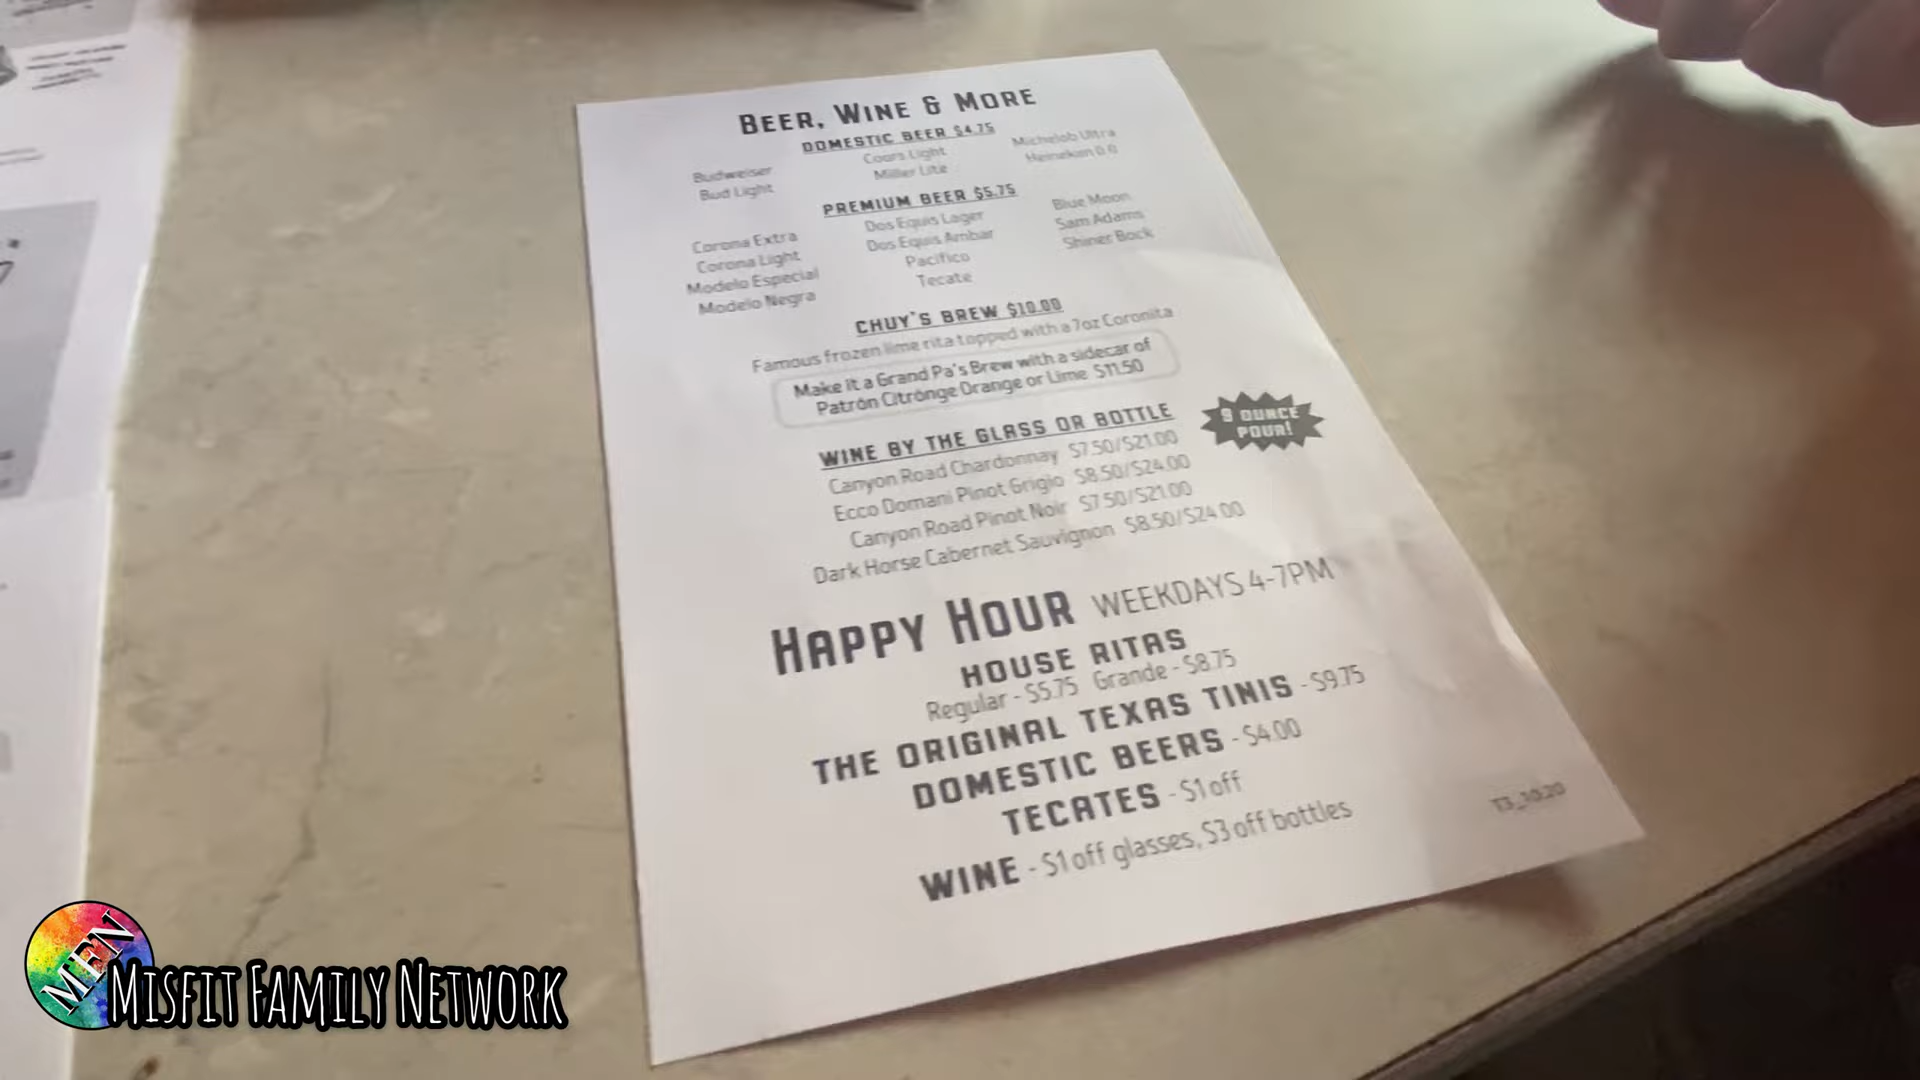 BEER, WINE & MORE
DOMESTIC BEER $4.75
Budweiser
Bud Light
Coors Light
Miller Lite
Michelob Ultra
Heineken 0.0
PREMIUM BEER $5.75
Corona Extra
Corona Light
Modelo Especial
Modelo Negra
Dos Equis Lager
Dos Equis Ambar
Pacifico
Tecate
Blue Moon
Sam Adams
Shiner Bock
CHUY'S BREW $10.00
Famous frozen lime rita topped with a 7oz Coronita
Make it a Grand Pa's Brew with a sidecar of
Patrón Citrónge Orange or Lime $11.50
WINE BY THE GLASS OR BOTTLE
9 OUNCE
POUR!
Canyon Road Chardonnay $7.50/$21.00
Ecco Domani Pinot Grigio $8.50/$24.00
Canyon Road Pinot Noir $7.50/$21.00
Dark Horse Cabernet Sauvignon $8.50/$24.00
HAPPY HOUR WEEKDAYS 4-7PM
HOUSE RITAS
Regular - $5.75 Grande - $8.75
THE ORIGINAL TEXAS TINIS - $9.75
DOMESTIC BEERS - $4.00
TECATES - $1 off
WINE - $1 off glasses, $3 off bottles
T3_10.20
MFN
MISFIT FAMILY NETWORK